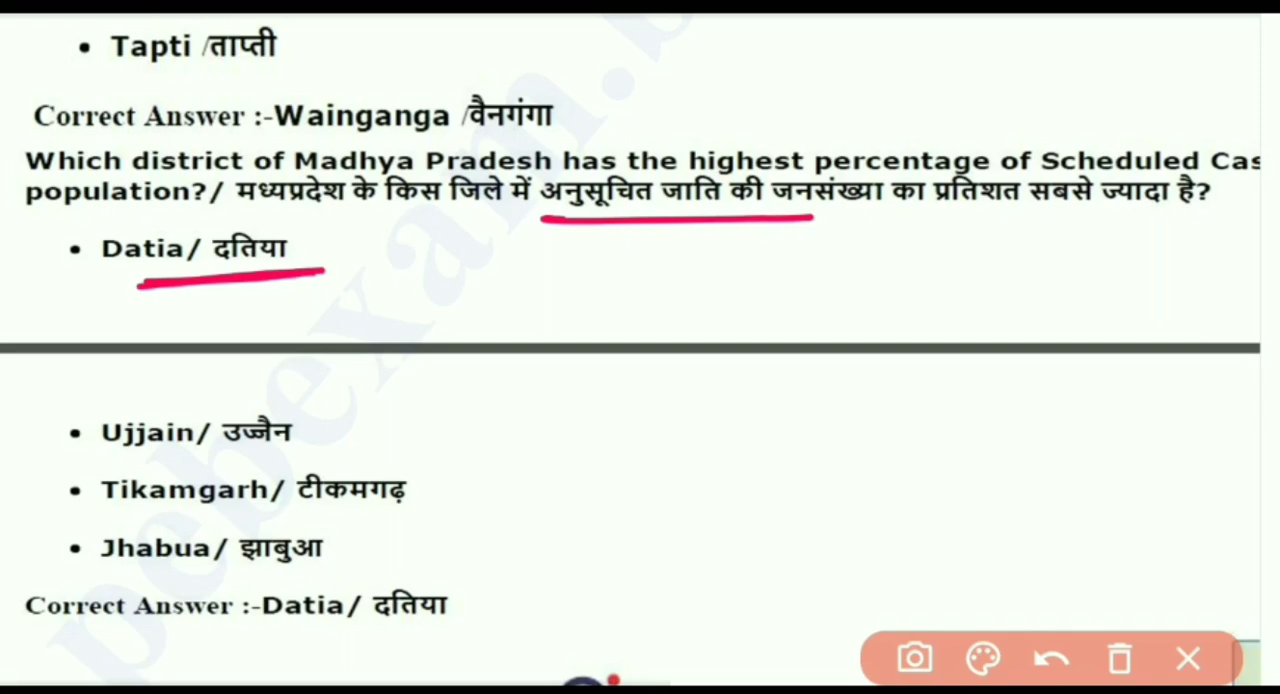 • Tapti /ताप्ती
Correct Answer :-Wainganga /वैनगंगा
Which district of Madhya Pradesh has the highest percentage of Scheduled Cas
population?/ मध्यप्रदेश के किस जिले में अनुसूचित जाति की जनसंख्या का प्रतिशत सबसे ज्यादा है?
• Datia/ दतिया
• Ujjain/ उज्जैन
• Tikamgarh/ टीकमगढ़
• Jhabua/ झाबुआ
Correct Answer :-Datia/ दतिया
pebexam.b